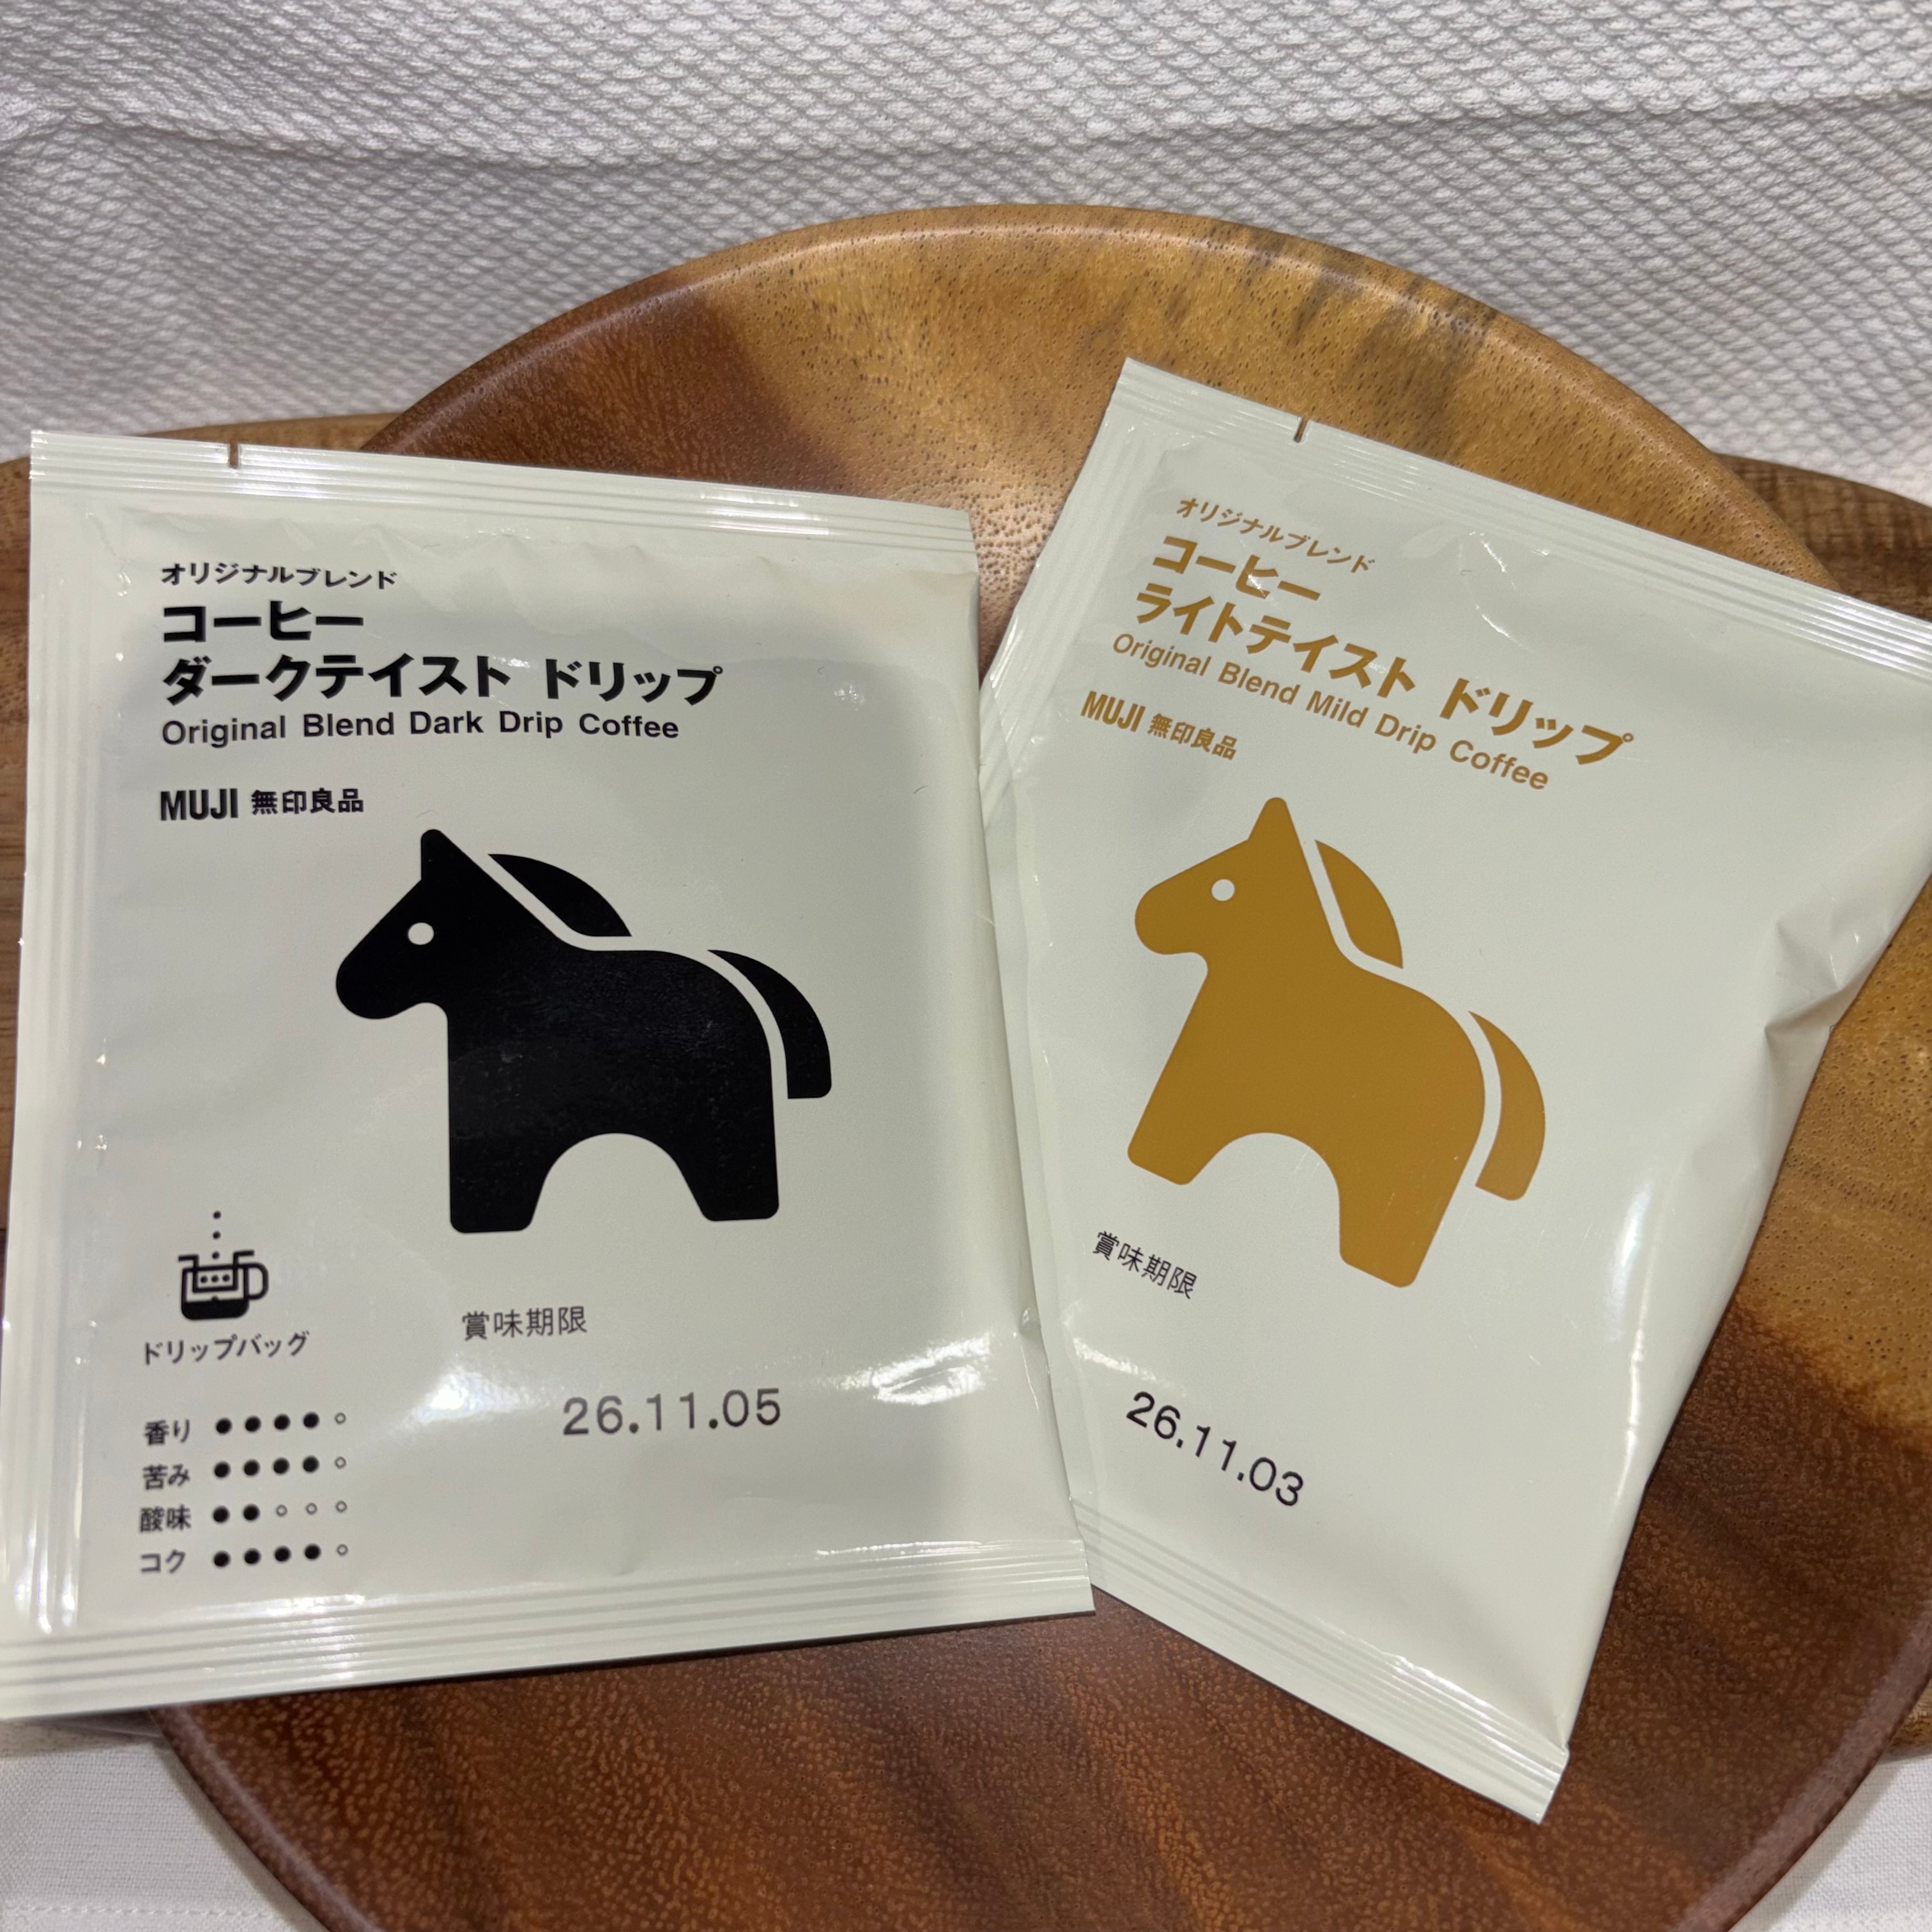 オリジナルブレンド
コーヒー
ダークテイスト ドリップ
Original Blend Dark Drip Coffee
MUJI 無印良品
ドリップバッグ
香り
苦み
酸味
コク
賞味期限
26.11.05
オリジナルブレンド
コーヒー
ライトテイスト ドリップ
Original Blend Mild Drip Coffee
MUJI 無印良品
賞味期限
26.11.03